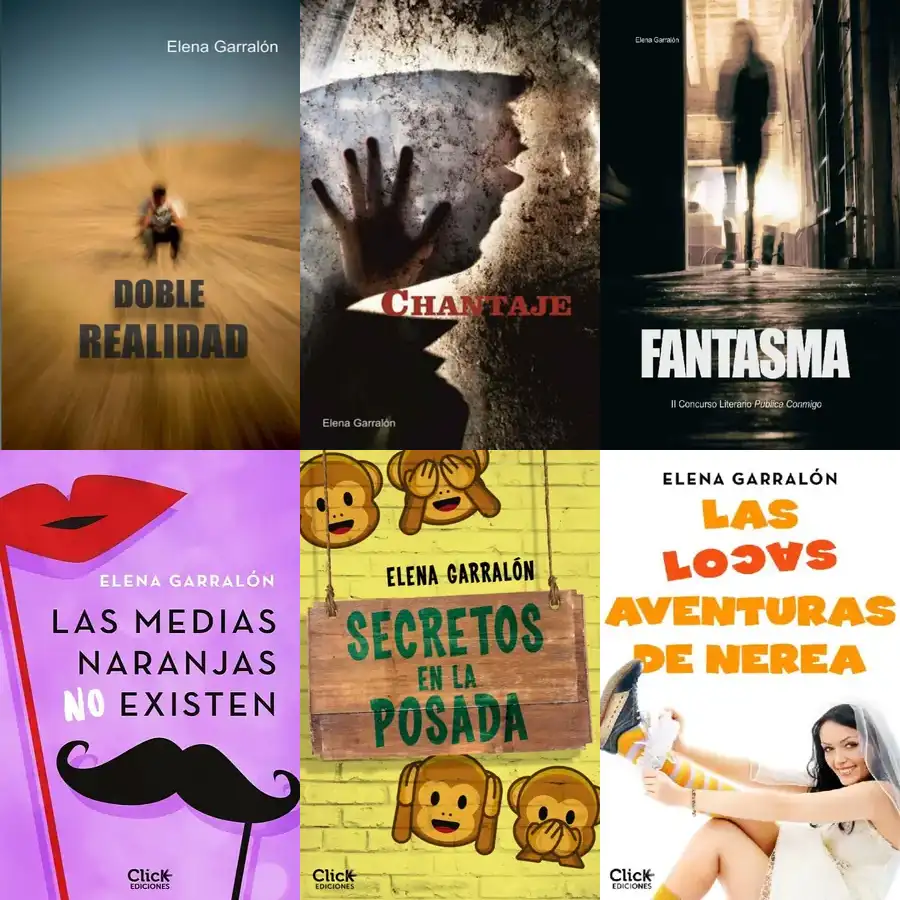 Elena Garralón
DOBLE
REALIDAD
CHANTAJE
Elena Garralón
Elena Garralón
FANTASMA
II Concurso Literario Publica Conmigo
ELENA GARRALÓN
LAS MEDIAS
NARANJAS
NO EXISTEN
Click
EDICIONES
ELENA GARRALÓN
SECRETOS
EN LA
POSADA
Click
EDICIONES
ELENA GARRALÓN
LAS
LOCAS
AVENTURAS
DE NEREA
Click
EDICIONES